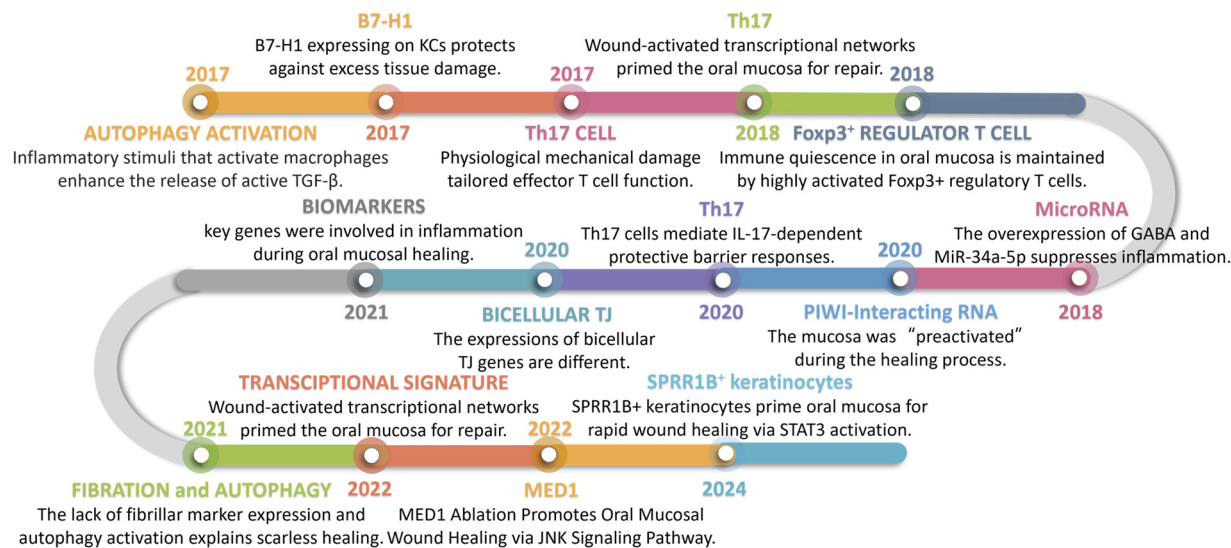 B7-H1
B7-H1 expressing on KCs protects
against excess tissue damage.
Th17
Wound-activated transcriptional networks
primed the oral mucosa for repair.
2017
2017
2018
AUTOPHAGY ACTIVATION
Inflammatory stimuli that activate macrophages
enhance the release of active TGF-β.
2017
Th17 CELL
Physiological mechanical damage
tailored effector T cell function.
2018
Foxp3⁺ REGULATOR T CELL
Immune quiescence in oral mucosa is maintained
by highly activated Foxp3+ regulatory T cells.
BIOMARKERS
key genes were involved in inflammation
during oral mucosal healing.
2020
Th17
Th17 cells mediate IL-17-dependent
protective barrier responses.
2020
MicroRNA
The overexpression of GABA and
MiR-34a-5p suppresses inflammation.
2021
BICELLULAR TJ
The expressions of bicellular
TJ genes are different.
2020
PIWI-Interacting RNA
The mucosa was “preactivated”
during the healing process.
2018
TRANSCIPTIONAL SIGNATURE
Wound-activated transcriptional networks
primed the oral mucosa for repair.
SPRR1B⁺ keratinocytes
SPRR1B+ keratinocytes prime oral mucosa for
rapid wound healing via STAT3 activation.
2021
2022
FIBRATION and AUTOPHAGY
The lack of fibrillar marker expression and
autophagy activation explains scarless healing.
2022
MED1
MED1 Ablation Promotes Oral Mucosal
Wound Healing via JNK Signaling Pathway.
2024